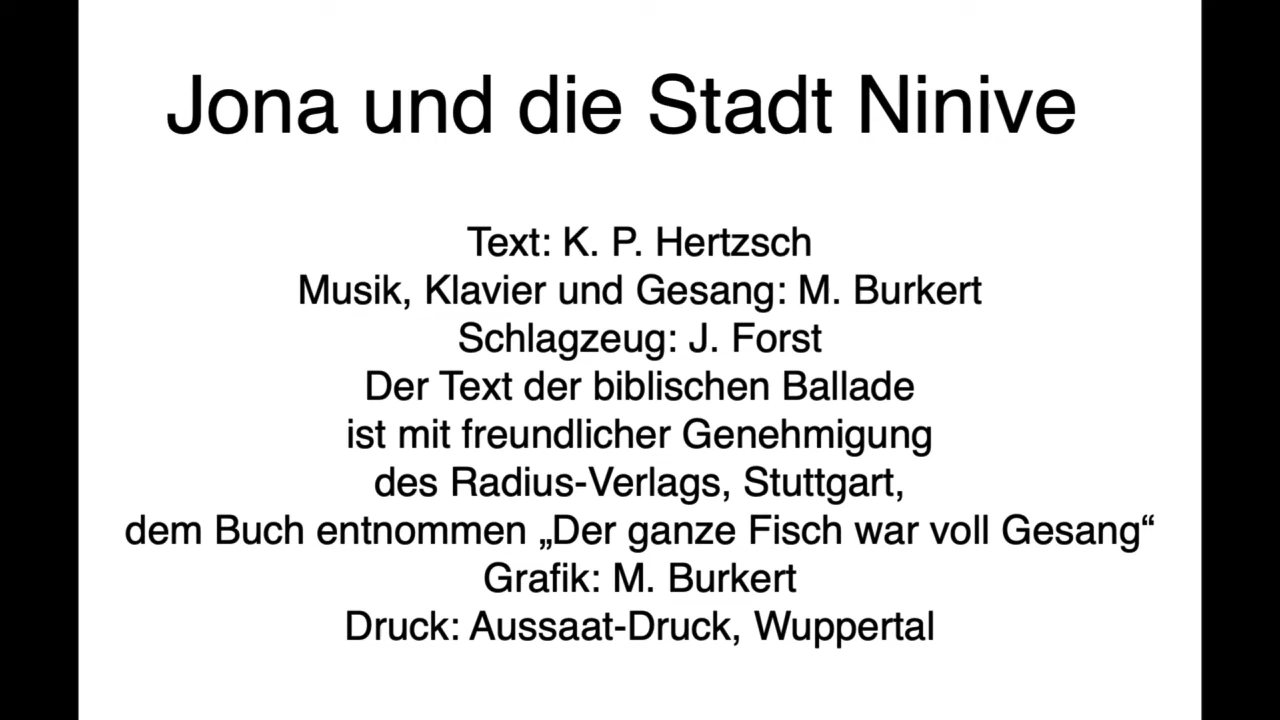 Jona und die Stadt Ninive
Text: K. P. Hertzsch
Musik, Klavier und Gesang: M. Burkert
Schlagzeug: J. Forst
Der Text der biblischen Ballade
ist mit freundlicher Genehmigung
des Radius-Verlags, Stuttgart,
dem Buch entnommen „Der ganze Fisch war voll Gesang“
Grafik: M. Burkert
Druck: Aussaat-Druck, Wuppertal